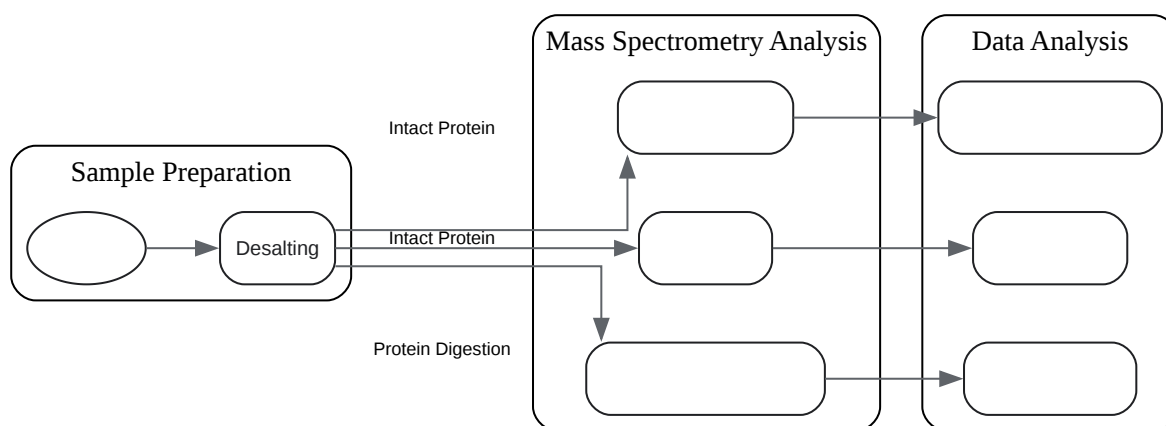 Mass Spectrometry Analysis
Data Analysis
Intact Protein
Sample Preparation
Desalting
Intact Protein
Protein Digestion